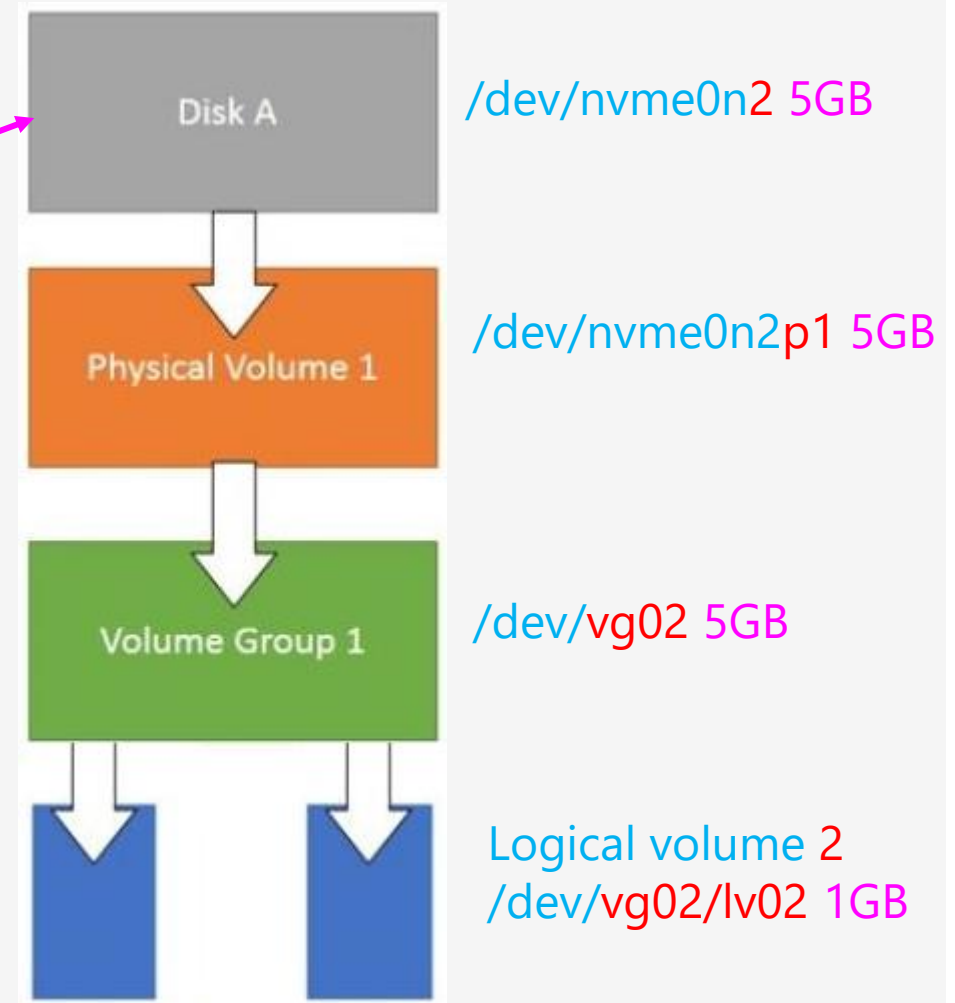 Disk A
/dev/nvme0n2 5GB
Physical Volume 1
/dev/nvme0n2p1 5GB
Volume Group 1
/dev/vg02 5GB
Logical volume 2
/dev/vg02/lv02 1GB